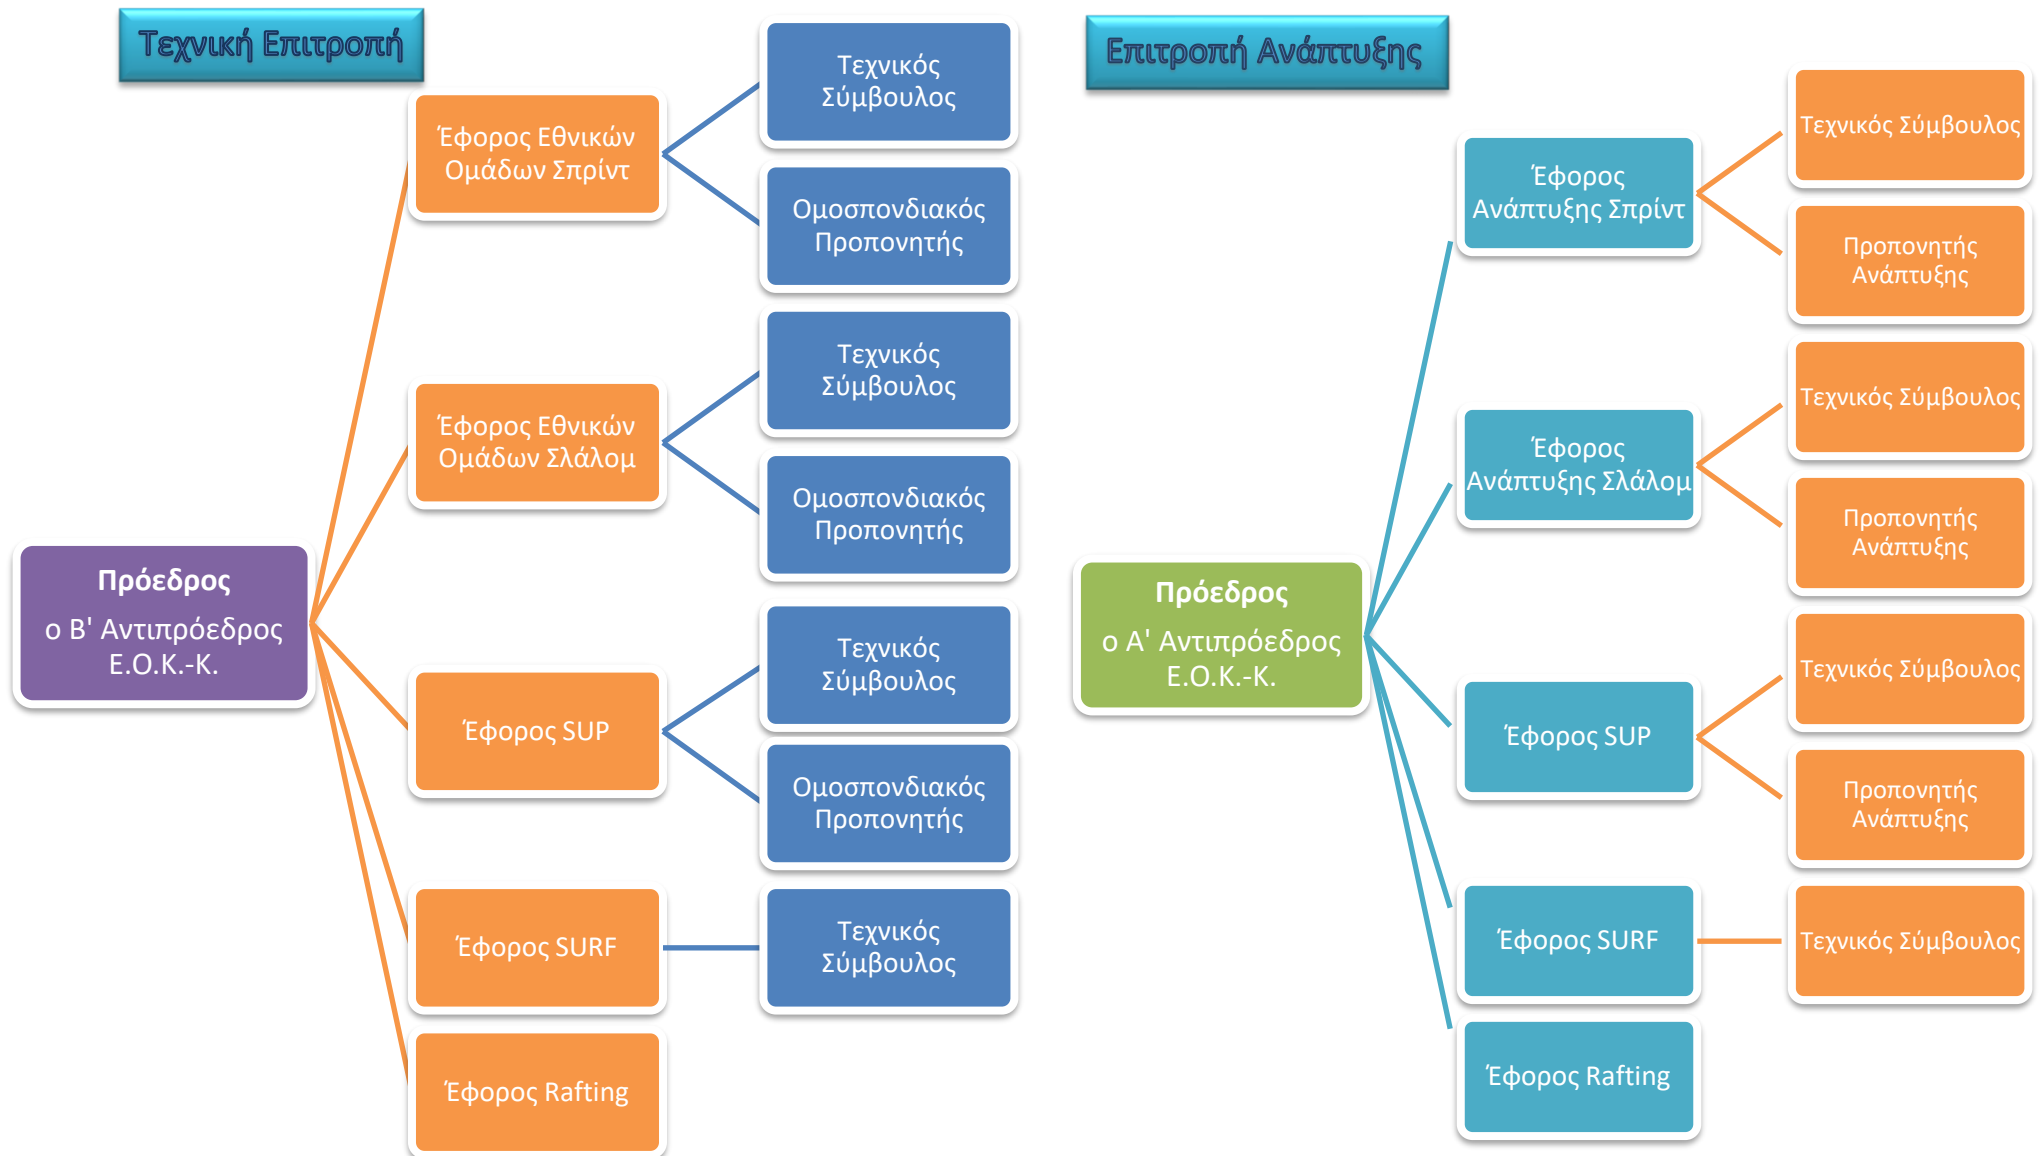 Τεχνική Επιτροπή
Τεχνικός
Σύμβουλος
Έφορος Εθνικών
Ομάδων Σπρίντ
Ομοσπονδιακός
Προπονητής
Τεχνικός
Σύμβουλος
Έφορος Εθνικών
Ομάδων Σλάλομ
Ομοσπονδιακός
Προπονητής
Πρόεδρος
ο Β' Αντιπρόεδρος
Ε.Ο.Κ.-Κ.
Τεχνικός
Σύμβουλος
Έφορος SUP
Ομοσπονδιακός
Προπονητής
Έφορος SURF
Τεχνικός
Σύμβουλος
Έφορος Rafting
Επιτροπή Ανάπτυξης
Τεχνικός Σύμβουλος
Έφορος
Ανάπτυξης Σπρίντ
Προπονητής
Ανάπτυξης
Τεχνικός Σύμβουλος
Έφορος
Ανάπτυξης Σλάλομ
Προπονητής
Ανάπτυξης
Πρόεδρος
ο Α' Αντιπρόεδρος
Ε.Ο.Κ.-Κ.
Τεχνικός Σύμβουλος
Έφορος SUP
Προπονητής
Ανάπτυξης
Έφορος SURF
Τεχνικός Σύμβουλος
Έφορος Rafting